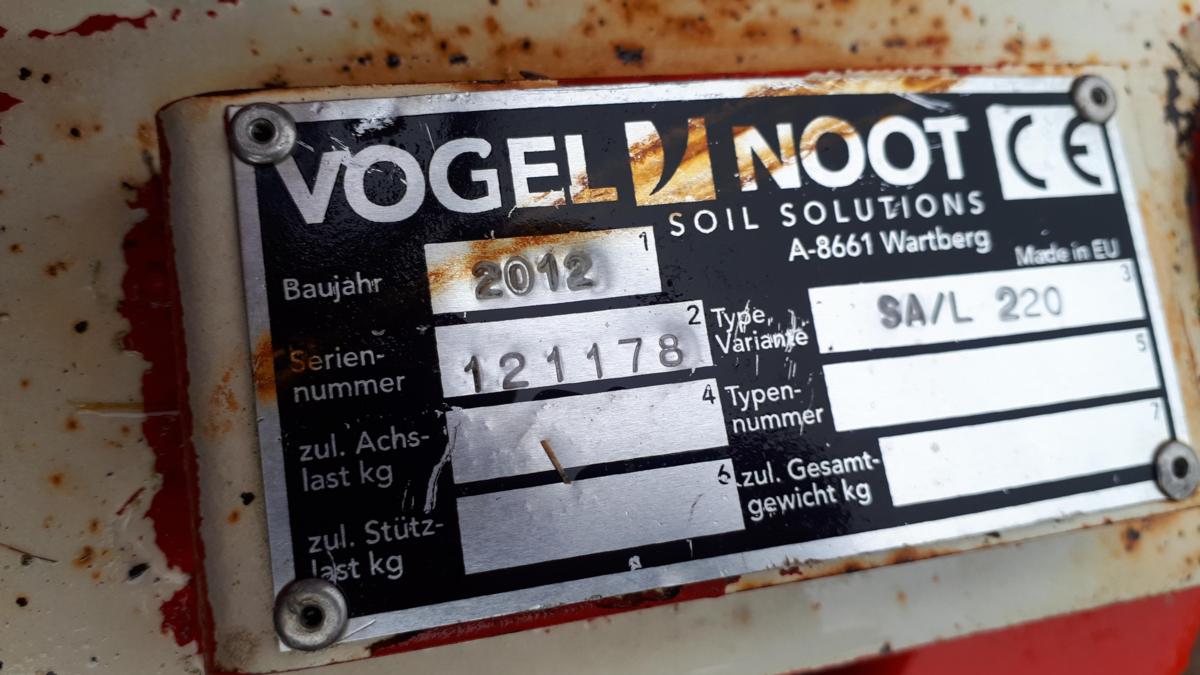 VOGEL NOOT
CE
SOIL SOLUTIONS
A-8661 Wartberg
Made in EU
Baujahr 2012 1
Serien-
nummer 121178 2
Type
Variante SA/L 220 3
zul. Achs-
last kg 4
Typen-
nummer 5
zul. Stütz-
last kg 6
zul. Gesamt-
gewicht kg 7